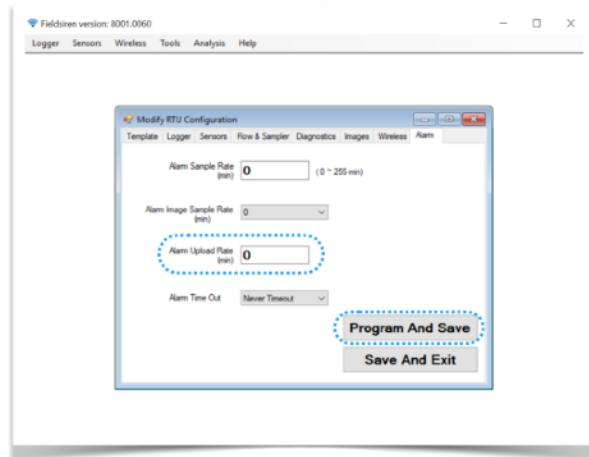 Fieldsiren version: 8001.0060
Logger Sensors Wireless Tools Analysis Help
Modify RTU Configuration
Template Logger Sensors Flow & Sampler Diagnostics Images Wireless Alarm
Alarm Sample Rate
(min)
0
( 0 ~ 255 min)
Alarm Image Sample Rate
(min)
0
Alarm Upload Rate
(min)
0
Alarm Time Out
Never Timeout
Program And Save
Save And Exit